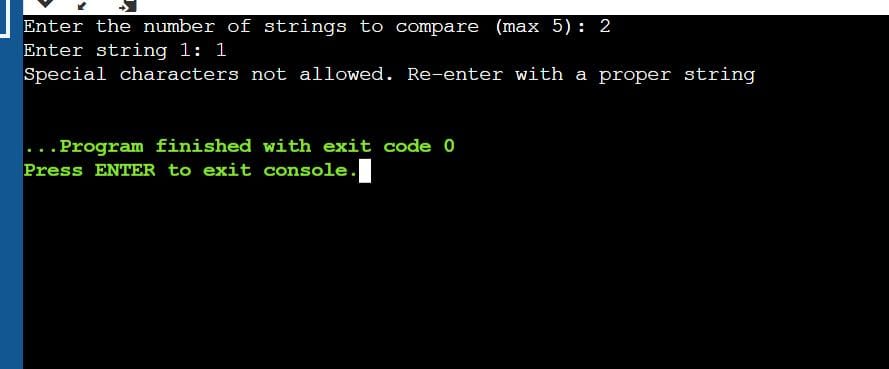 Enter the number of strings to compare (max 5): 2
Enter string 1: 1
Special characters not allowed. Re-enter with a proper string
...Program finished with exit code 0
Press ENTER to exit console.